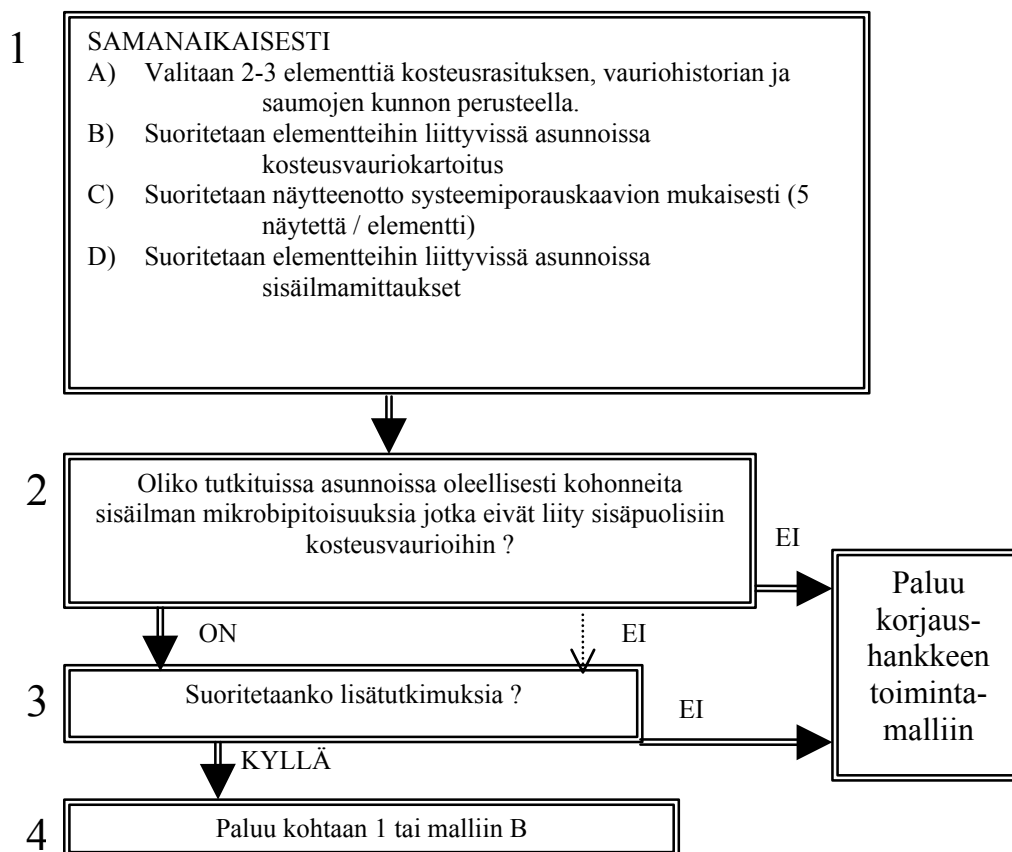 1
SAMANAIKAISESTI
A) Valitaan 2-3 elementtiä kosteusrasituksen, vauriohistorian ja
saumojen kunnon perusteella.
B) Suoritetaan elementteihin liittyvissä asunnoissa
kosteusvauriokartoitus
C) Suoritetaan näytteenotto systeemiporauskaavion mukaisesti (5
näytettä / elementti)
D) Suoritetaan elementteihin liittyvissä asunnoissa
sisäilmamittaukset
2
Oliko tutkituissa asunnoissa oleellisesti kohonneita
sisäilman mikrobipitoisuuksia jotka eivät liity sisäpuolisiin
kosteusvaurioihin ?
EI
ON
EI
Paluu
korjaus-
hankkeen
toiminta-
malliin
3
Suoritetaanko lisätutkimuksia ?
EI
KYLLÄ
4
Paluu kohtaan 1 tai malliin B